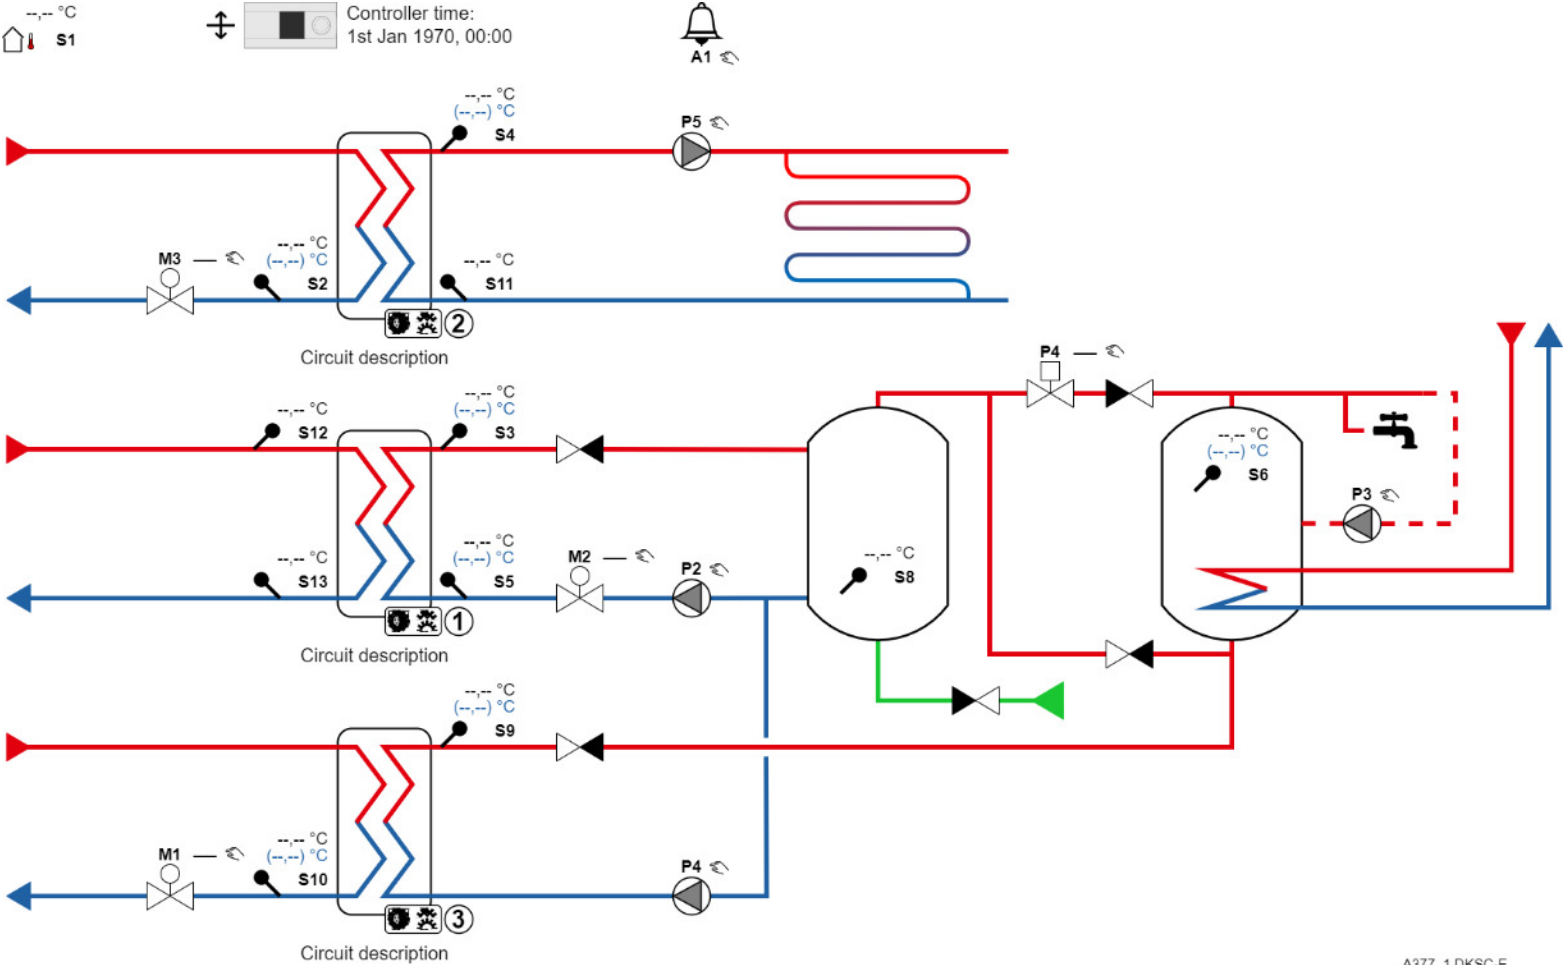 --,-- °C
S1
Controller time:
1st Jan 1970, 00:00
A1
--,-- °C
(--,--) °C
S4
P5
M3
--,-- °C
(--,--) °C
S2
--,-- °C
S11
2
Circuit description
--,-- °C
S12
--,-- °C
(--,--) °C
S3
P4
--,-- °C
(--,--) °C
S6
P3
--,-- °C
S13
--,-- °C
(--,--) °C
S5
M2
P2
--,-- °C
S8
1
Circuit description
--,-- °C
(--,--) °C
S9
M1
--,-- °C
(--,--) °C
S10
P4
3
Circuit description